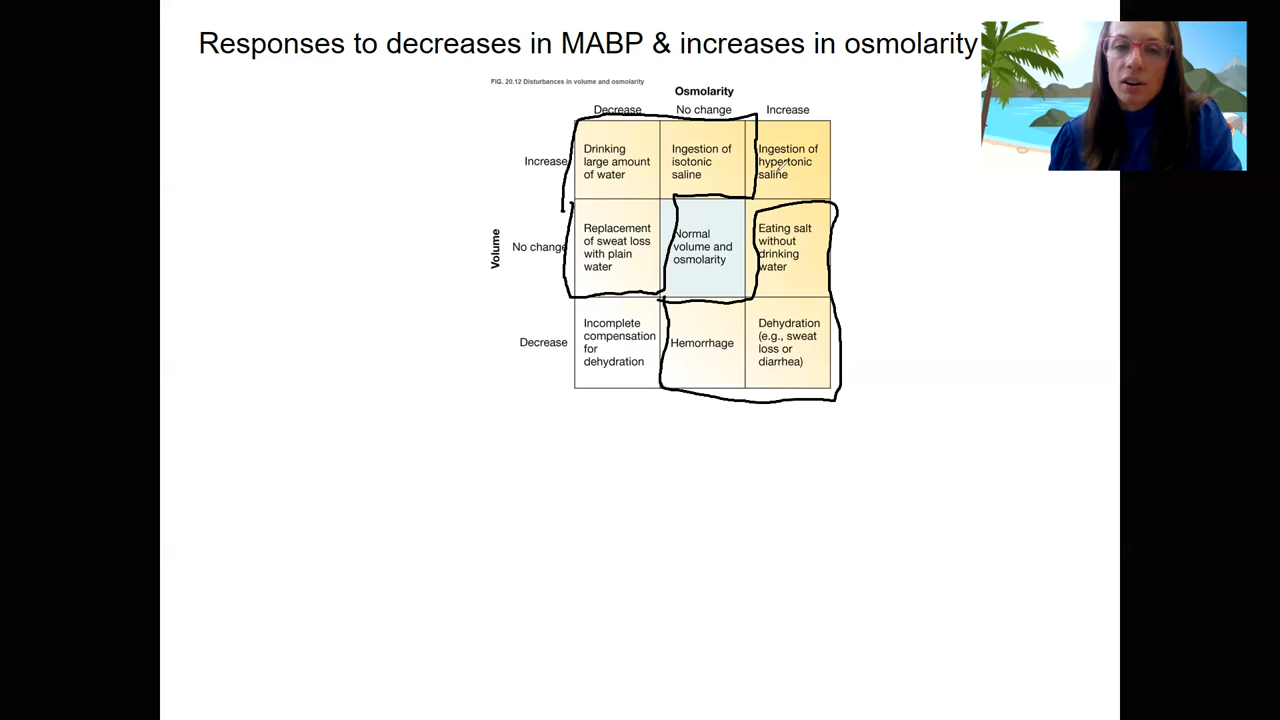 Responses to decreases in MABP & increases in osmolarity
FIG. 20.12 Disturbances in volume and osmolarity
Osmolarity
Decrease
No change
Increase
Volume
Increase
Drinking
large amount
of water
Ingestion of
isotonic
saline
Ingestion of
hypertonic
saline
No change
Replacement
of sweat loss
with plain
water
Normal
volume and
osmolarity
Eating salt
without
drinking
water
Decrease
Incomplete
compensation
for
dehydration
Hemorrhage
Dehydration
(e.g., sweat
loss or
diarrhea)